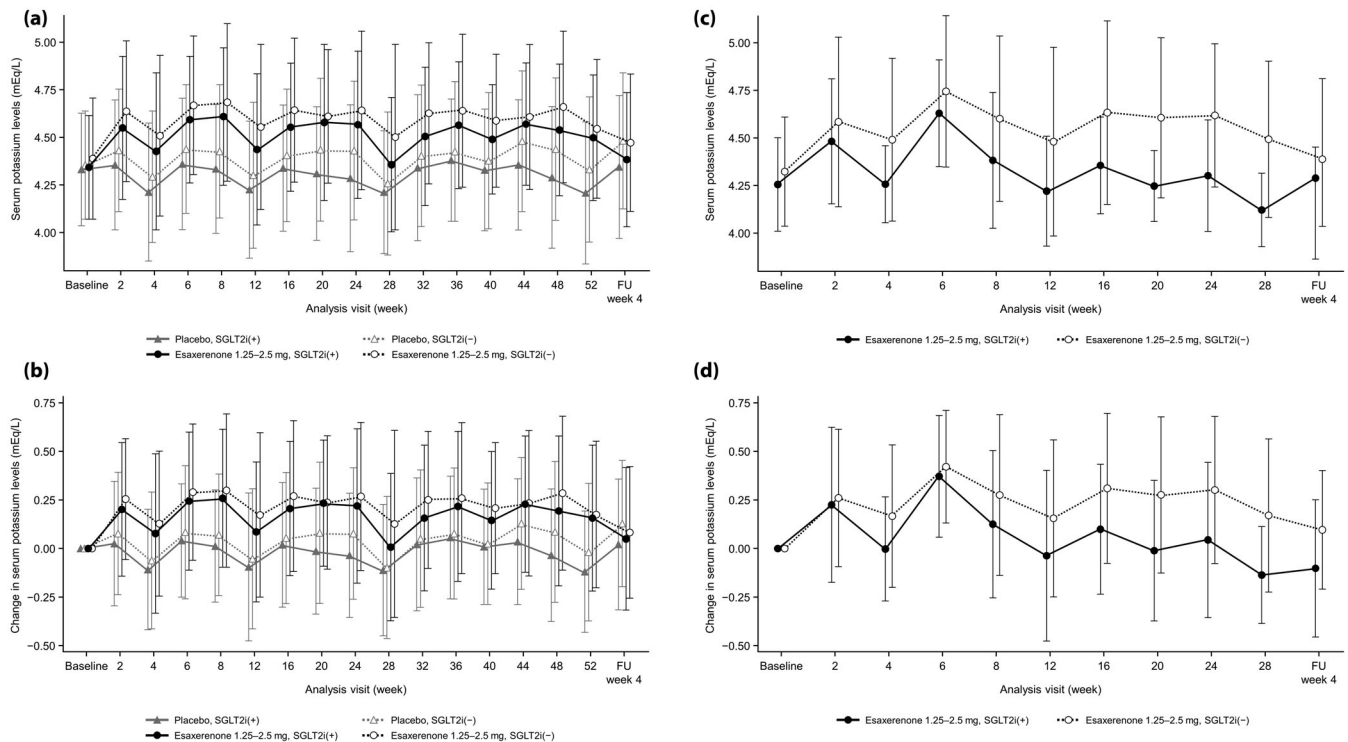 (a)
Serum potassium levels (mEq/L)
5.00
4.75
4.50
4.25
4.00
Baseline 2 4 6 8 12 16 20 24 28 32 36 40 44 48 52 FU
week 4
Analysis visit (week)
Placebo, SGLT2i(+) Placebo, SGLT2i(−)
Esaxerenone 1.25–2.5 mg, SGLT2i(+) Esaxerenone 1.25–2.5 mg, SGLT2i(−)
(b)
Change in serum potassium levels (mEq/L)
0.75
0.50
0.25
0.00
−0.25
−0.50
Baseline 2 4 6 8 12 16 20 24 28 32 36 40 44 48 52 FU
week 4
Analysis visit (week)
Placebo, SGLT2i(+) Placebo, SGLT2i(−)
Esaxerenone 1.25–2.5 mg, SGLT2i(+) Esaxerenone 1.25–2.5 mg, SGLT2i(−)
(c)
Serum potassium levels (mEq/L)
5.00
4.75
4.50
4.25
4.00
Baseline 2 4 6 8 12 16 20 24 28 FU
week 4
Analysis visit (week)
Esaxerenone 1.25–2.5 mg, SGLT2i(+) Esaxerenone 1.25–2.5 mg, SGLT2i(−)
(d)
Change in serum potassium levels (mEq/L)
0.75
0.50
0.25
0.00
−0.25
−0.50
Baseline 2 4 6 8 12 16 20 24 28 FU
week 4
Analysis visit (week)
Esaxerenone 1.25–2.5 mg, SGLT2i(+) Esaxerenone 1.25–2.5 mg, SGLT2i(−)